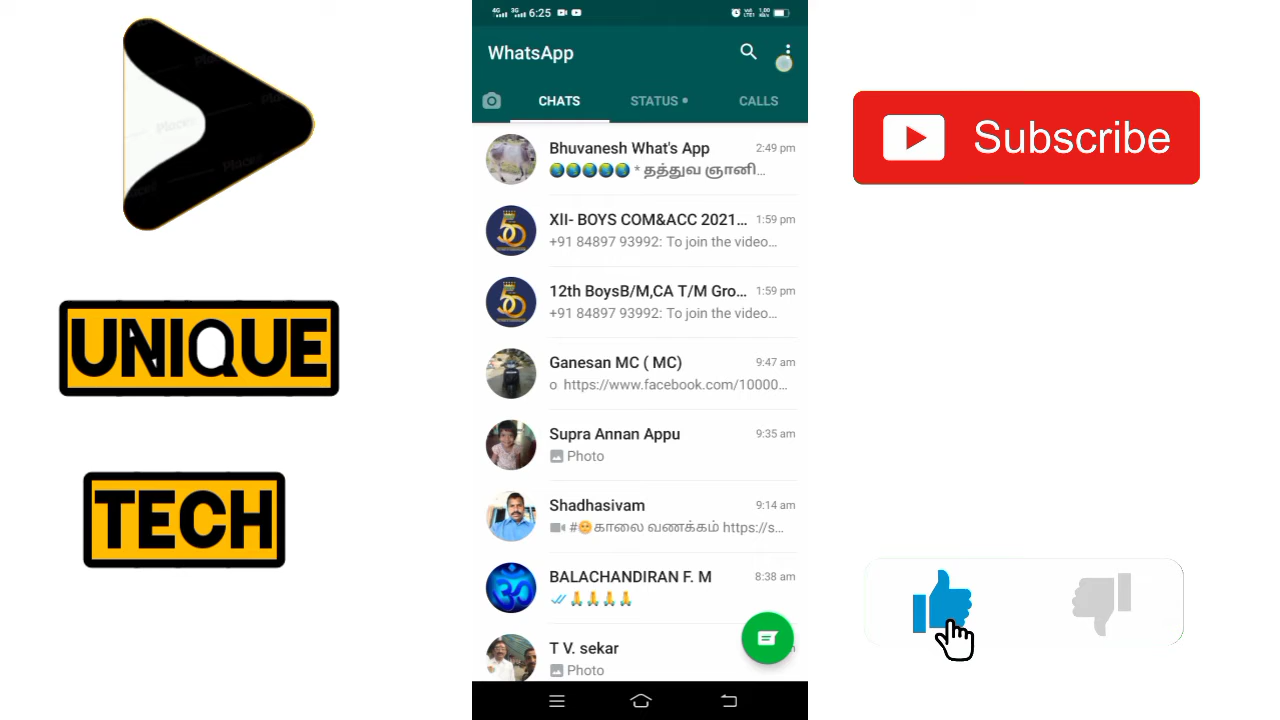 UNIQUE
TECH
4G 3G 6:25
WhatsApp
CHATS
STATUS
CALLS
Bhuvanesh What's App 2:49 pm
🌏🌏🌏🌏🌏 * தத்துவ ஞானி...
XII- BOYS COM&ACC 2021... 1:59 pm
+91 84897 93992: To join the video...
12th BoysB/M,CA T/M Gro... 1:59 pm
+91 84897 93992: To join the video...
Ganesan MC ( MC) 9:47 am
o https://www.facebook.com/10000...
Supra Annan Appu 9:35 am
Photo
Shadhasivam 9:14 am
#😊காலை வணக்கம் https://s...
BALACHANDIRAN F. M 8:38 am
🙏🙏🙏🙏
T V. sekar
Photo
Subscribe